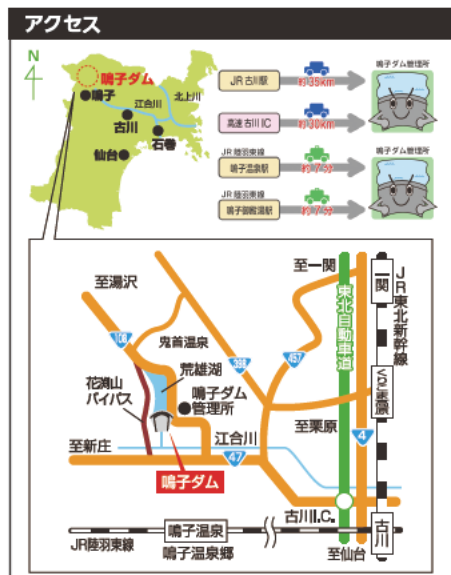 アクセス
N
鳴子ダム
鳴子
江合川
北上川
古川
石巻
仙台
JR古川駅
約35km
鳴子ダム管理所
高速 古川IC
約30km
JR陸羽東線
鳴子温泉駅
約7分
鳴子ダム管理所
JR陸羽東線
鳴子御殿湯駅
約7分
至湯沢
至一関
108
鬼首温泉
398
457
東北自動車道
一関
JR東北新幹線
荒雄湖
花渕山
バイパス
鳴子ダム
管理所
くりこま高原
4
至栗原
至新庄
江合川
47
鳴子ダム
古川I.C.
古川
鳴子温泉
JR陸羽東線
鳴子温泉郷
至仙台